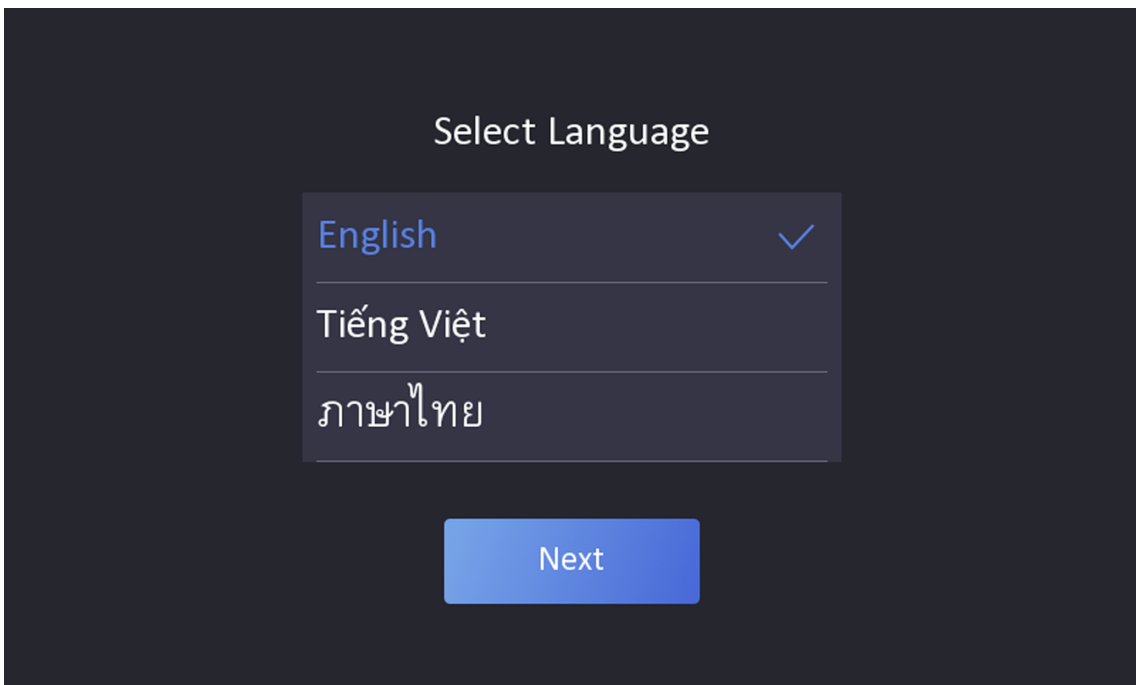 Select Language
English
Tiếng Việt
ภาษาไทย
Next